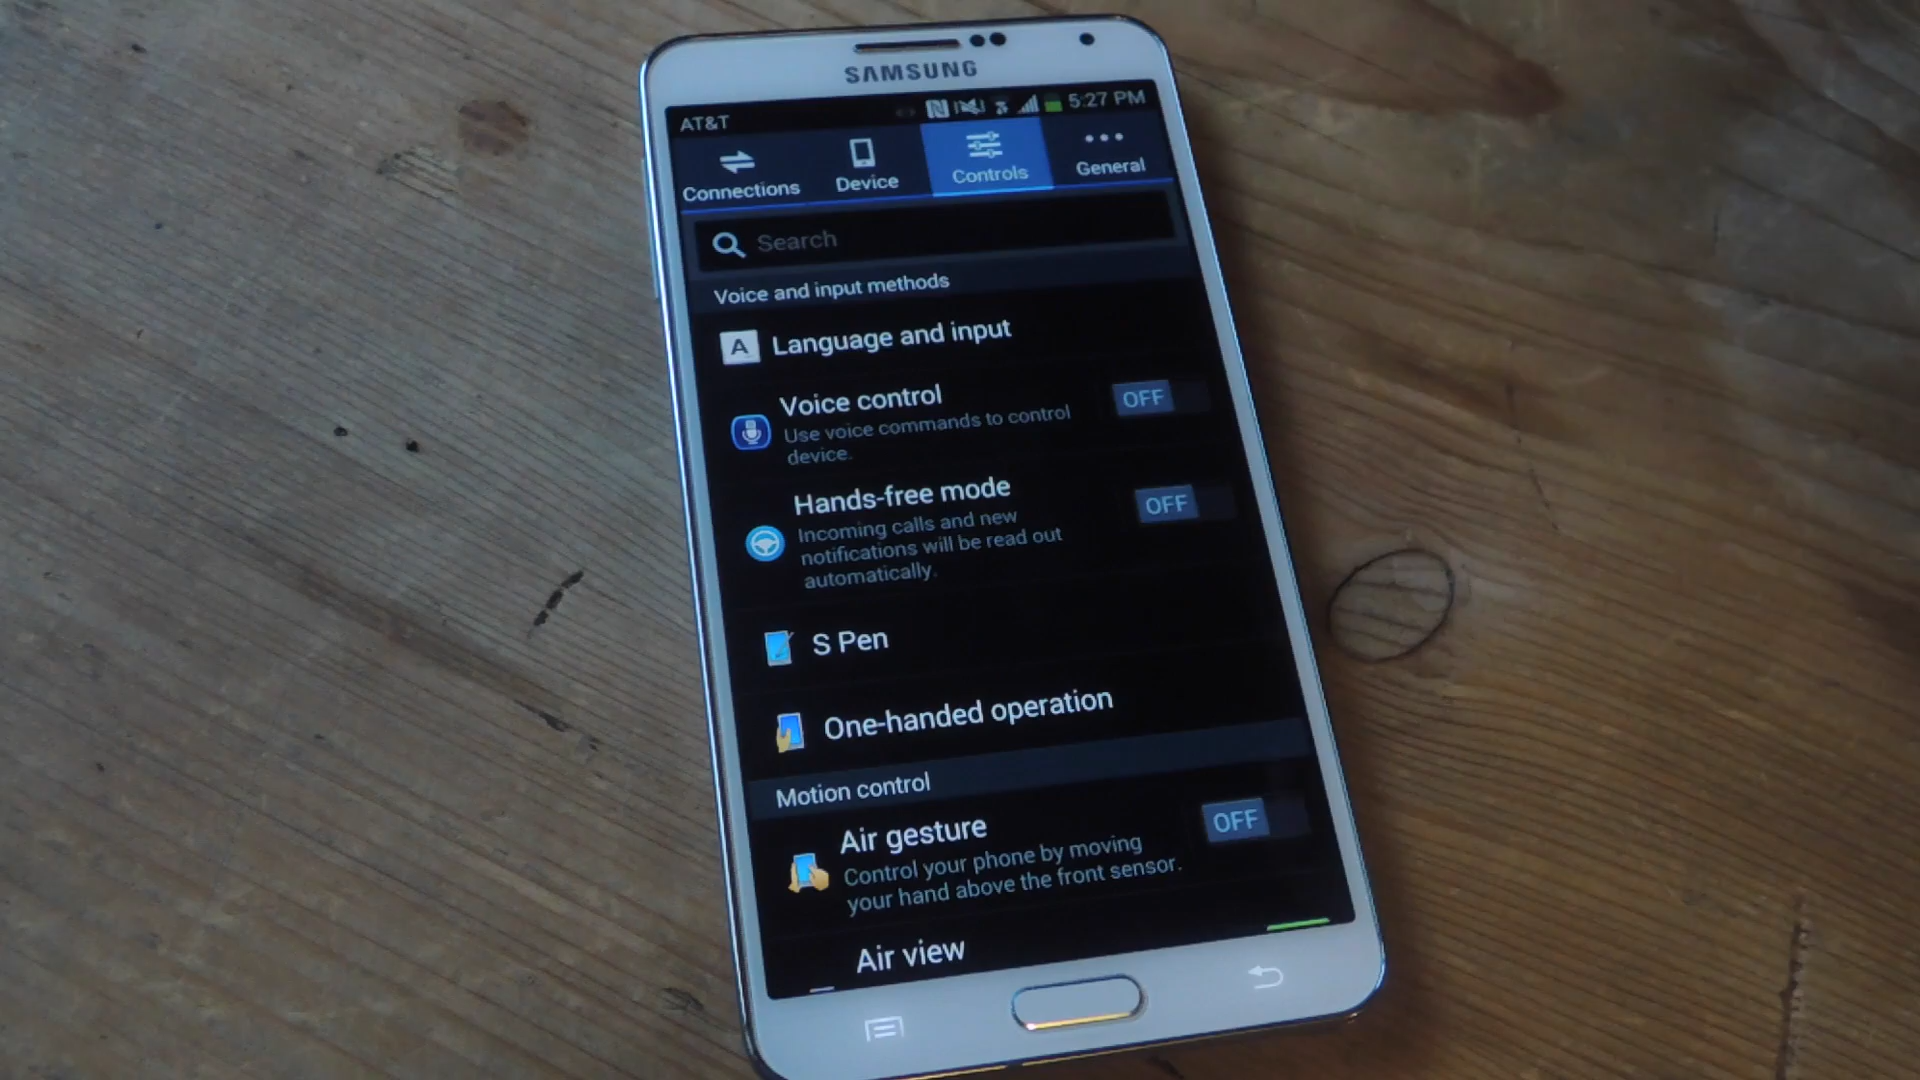 SAMSUNG
AT&T 5:27 PM
Connections Device Controls General
Search
Voice and input methods
A Language and input
Voice control OFF
Use voice commands to control
device.
Hands-free mode OFF
Incoming calls and new
notifications will be read out
automatically.
S Pen
One-handed operation
Motion control
Air gesture OFF
Control your phone by moving
your hand above the front sensor.
Air view